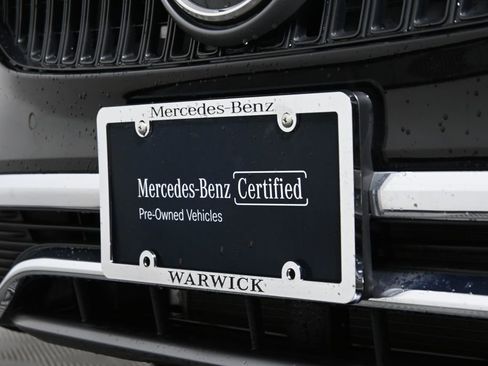 Mercedes-Benz
Mercedes-Benz Certified
Pre-Owned Vehicles
WARWICK